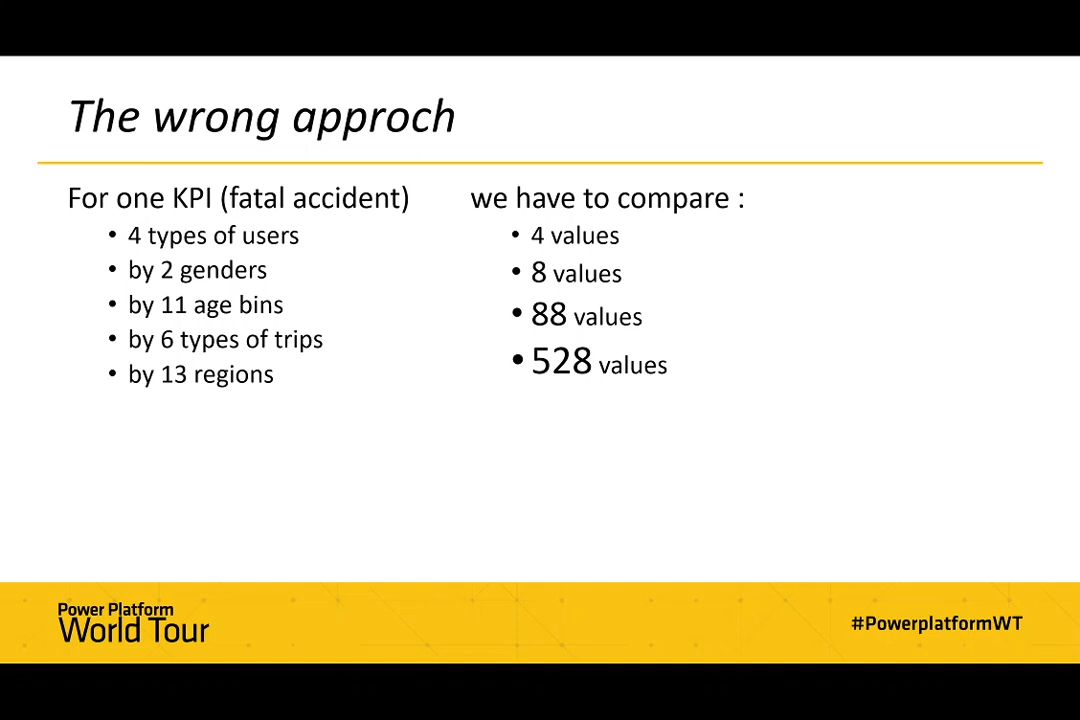 The wrong approch
For one KPI (fatal accident)
• 4 types of users
• by 2 genders
• by 11 age bins
• by 6 types of trips
• by 13 regions
we have to compare :
• 4 values
• 8 values
• 88 values
• 528 values
Power Platform
World Tour
#PowerplatformWT